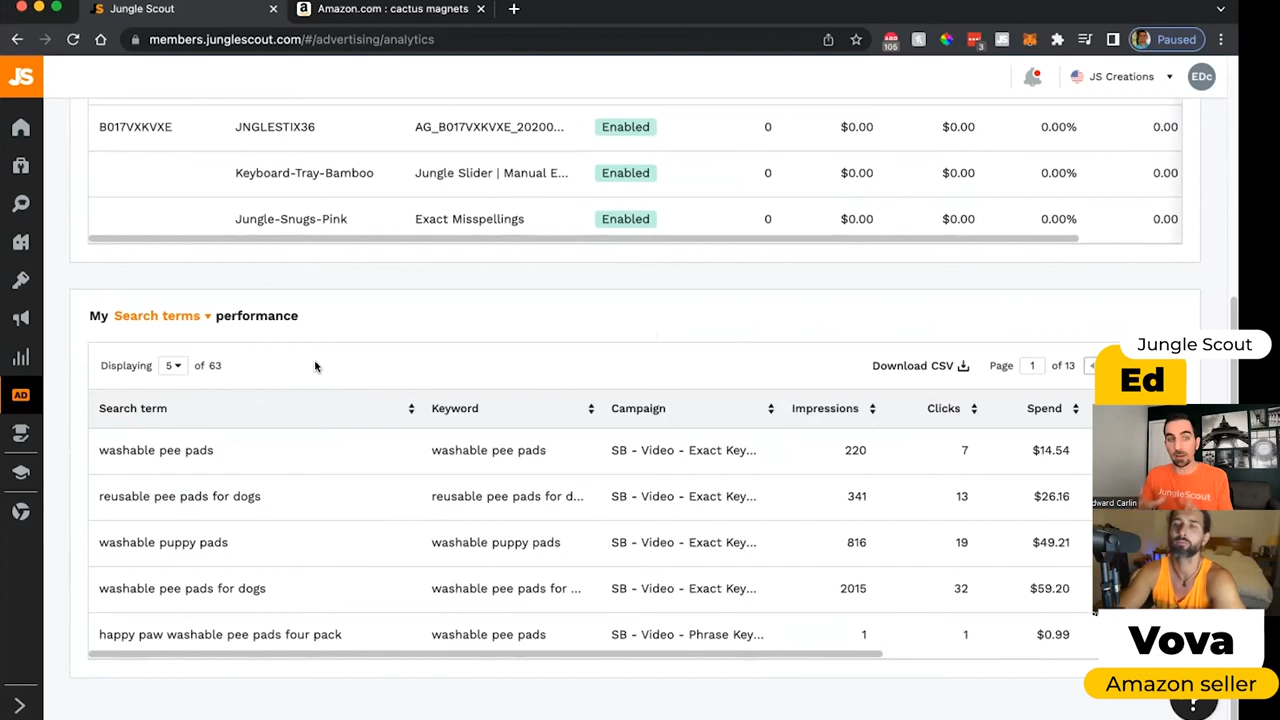 Jungle Scout
Amazon.com : cactus magnets
members.junglescout.com/#/advertising/analytics
105
3
Paused
JS
JS Creations
EDc
B017VXKVXE JNGLESTIX36 AG_B017VXKVXE_20200... Enabled 0 $0.00 $0.00 0.00% 0.00
Keyboard-Tray-Bamboo Jungle Slider | Manual E... Enabled 0 $0.00 $0.00 0.00% 0.00
Jungle-Snugs-Pink Exact Misspellings Enabled 0 $0.00 $0.00 0.00% 0.00
AD
My Search terms performance
Displaying 5 of 63 Download CSV Page 1 of 13
Search term Keyword Campaign Impressions Clicks Spend
washable pee pads washable pee pads SB - Video - Exact Key... 220 7 $14.54
reusable pee pads for dogs reusable pee pads for d... SB - Video - Exact Key... 341 13 $26.16
washable puppy pads washable puppy pads SB - Video - Exact Key... 816 19 $49.21
washable pee pads for dogs washable pee pads for ... SB - Video - Exact Key... 2015 32 $59.20
happy paw washable pee pads four pack washable pee pads SB - Video - Phrase Key... 1 1 $0.99
Jungle Scout
Ed
JungleScout
dward Carlin
Vova
Amazon seller
?